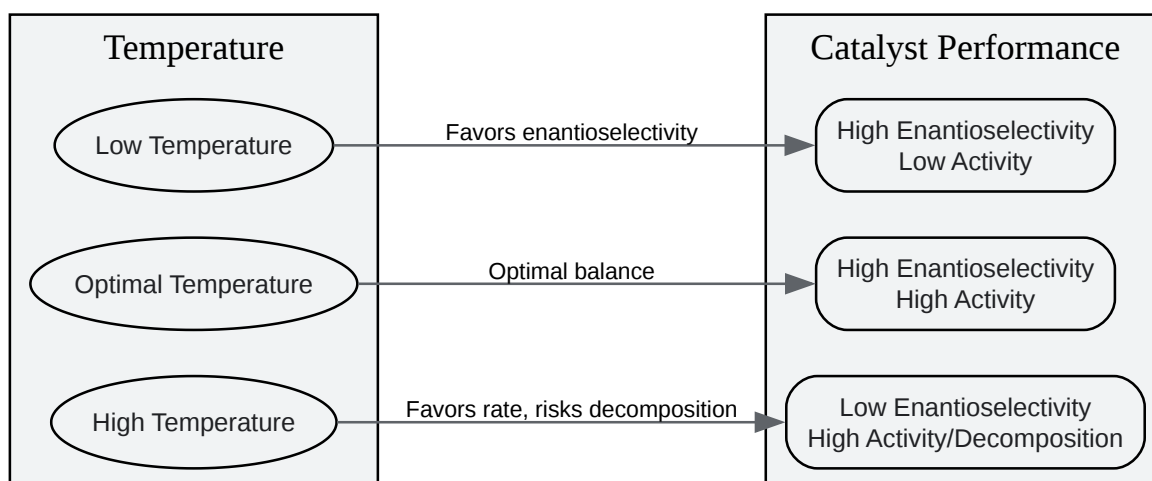 Temperature
Catalyst Performance
Low Temperature
Favors enantioselectivity
High Enantioselectivity
Low Activity
Optimal Temperature
Optimal balance
High Enantioselectivity
High Activity
High Temperature
Favors rate, risks decomposition
Low Enantioselectivity
High Activity/Decomposition